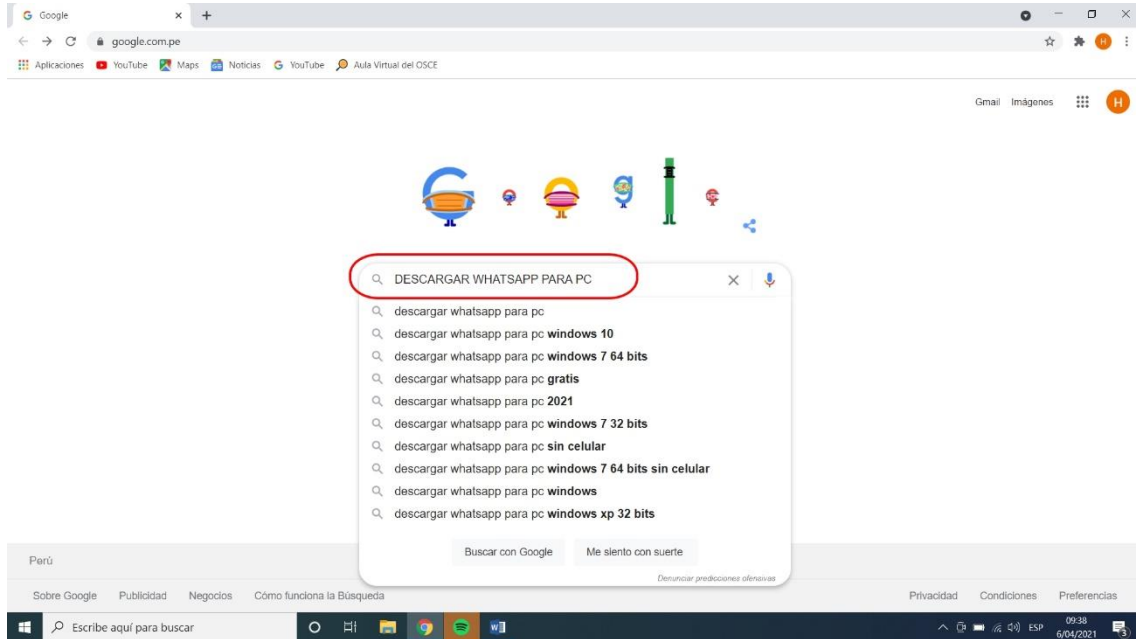 Google
google.com.pe
Aplicaciones YouTube Maps Noticias YouTube Aula Virtual del OSCE
Gmail Imágenes H
Google
DESCARGAR WHATSAPP PARA PC
descargar whatsapp para pc
descargar whatsapp para pc windows 10
descargar whatsapp para pc windows 7 64 bits
descargar whatsapp para pc gratis
descargar whatsapp para pc 2021
descargar whatsapp para pc windows 7 32 bits
descargar whatsapp para pc sin celular
descargar whatsapp para pc windows 7 64 bits sin celular
descargar whatsapp para pc windows
descargar whatsapp para pc windows xp 32 bits
Buscar con Google Me siento con suerte
Denunciar predicciones ofensivas
Perú
Sobre Google Publicidad Negocios Cómo funciona la Búsqueda Privacidad Condiciones Preferencias
Escribe aquí para buscar ESP 09:38
6/04/2021 3